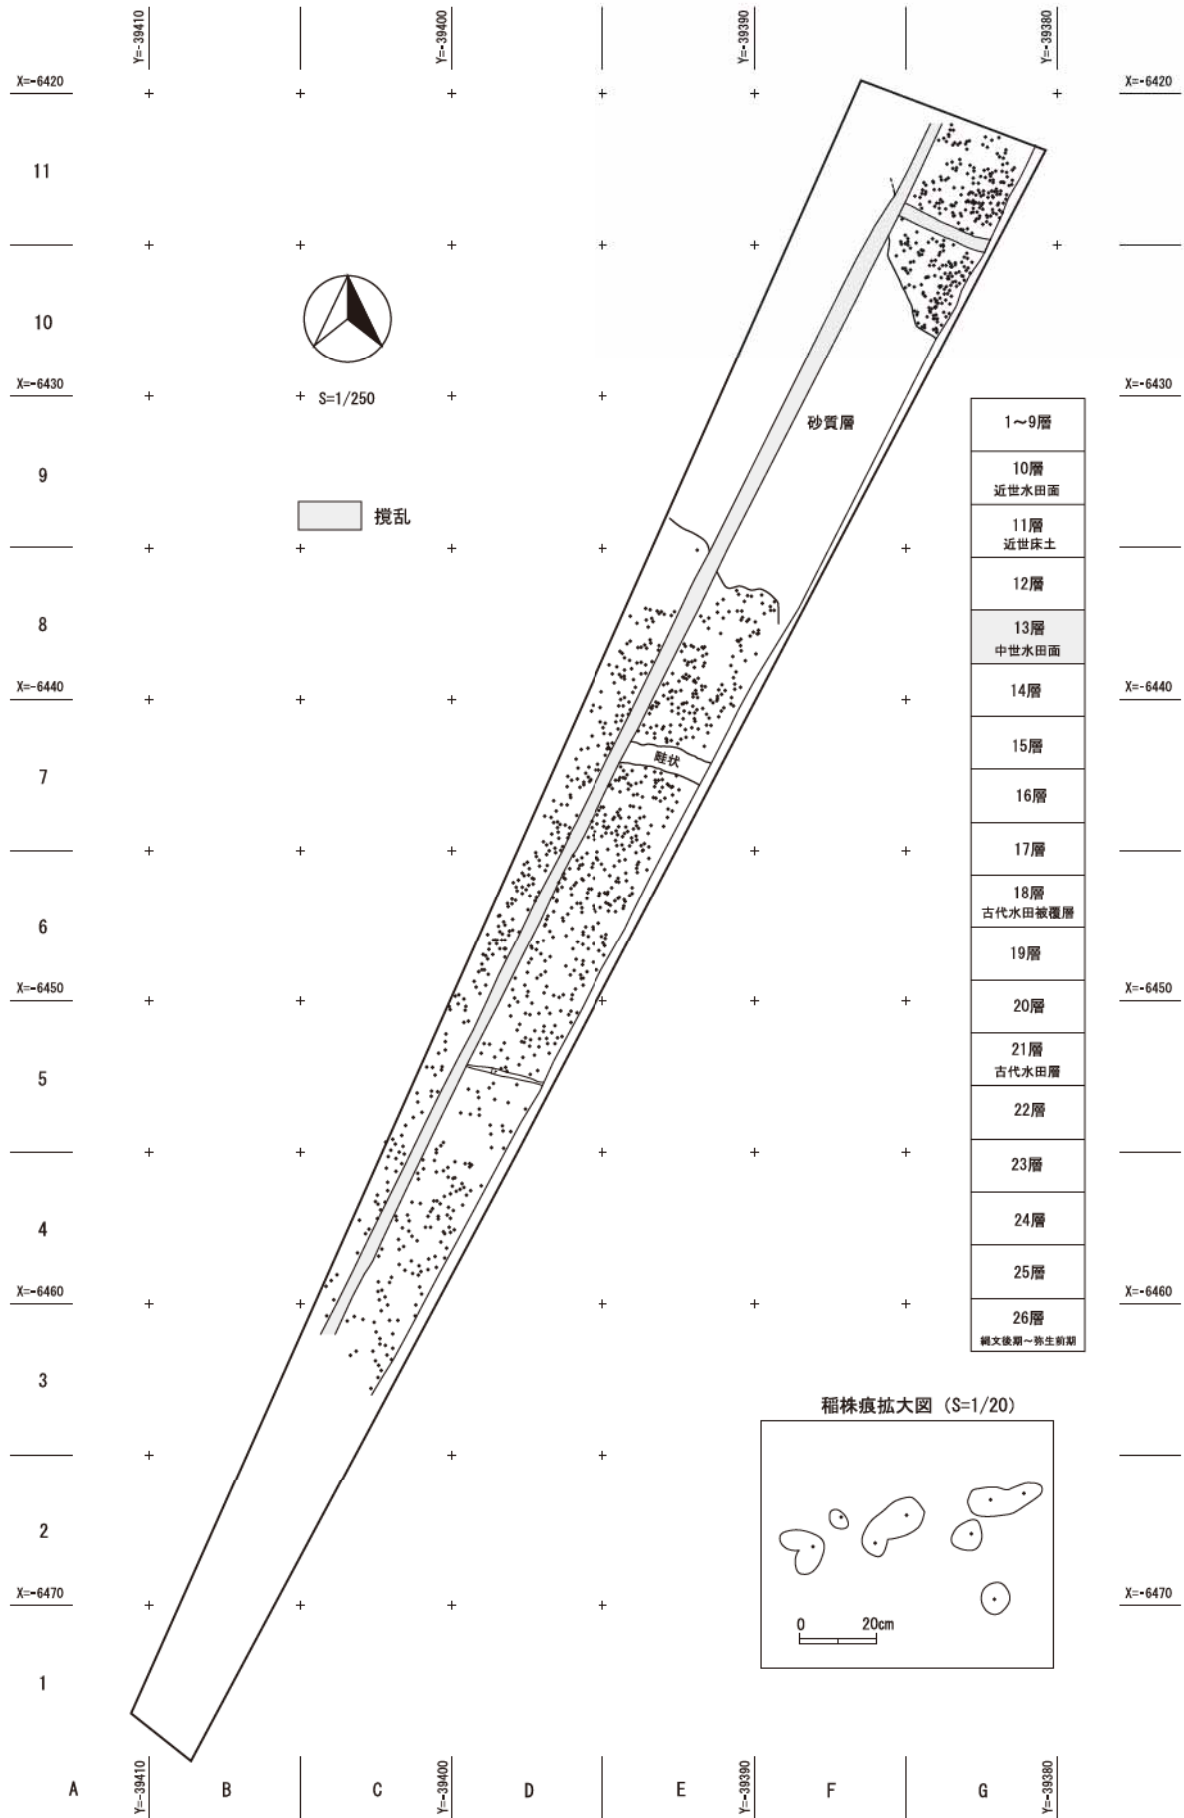 Y=-39410
Y=-39400
Y=-39390
Y=-39380
X=-6420
X=-6420
11
10
S=1/250
X=-6430
X=-6430
砂質層
9
撹乱
8
X=-6440
X=-6440
畦状
7
6
X=-6450
X=-6450
5
4
X=-6460
X=-6460
3
2
X=-6470
X=-6470
1
1～9層
10層
近世水田面
11層
近世床土
12層
13層
中世水田面
14層
15層
16層
17層
18層
古代水田被覆層
19層
20層
21層
古代水田層
22層
23層
24層
25層
26層
縄文後期～弥生前期
稲株痕拡大図（S=1/20）
0 20cm
A B C D E F G
Y=-39410
Y=-39400
Y=-39390
Y=-39380